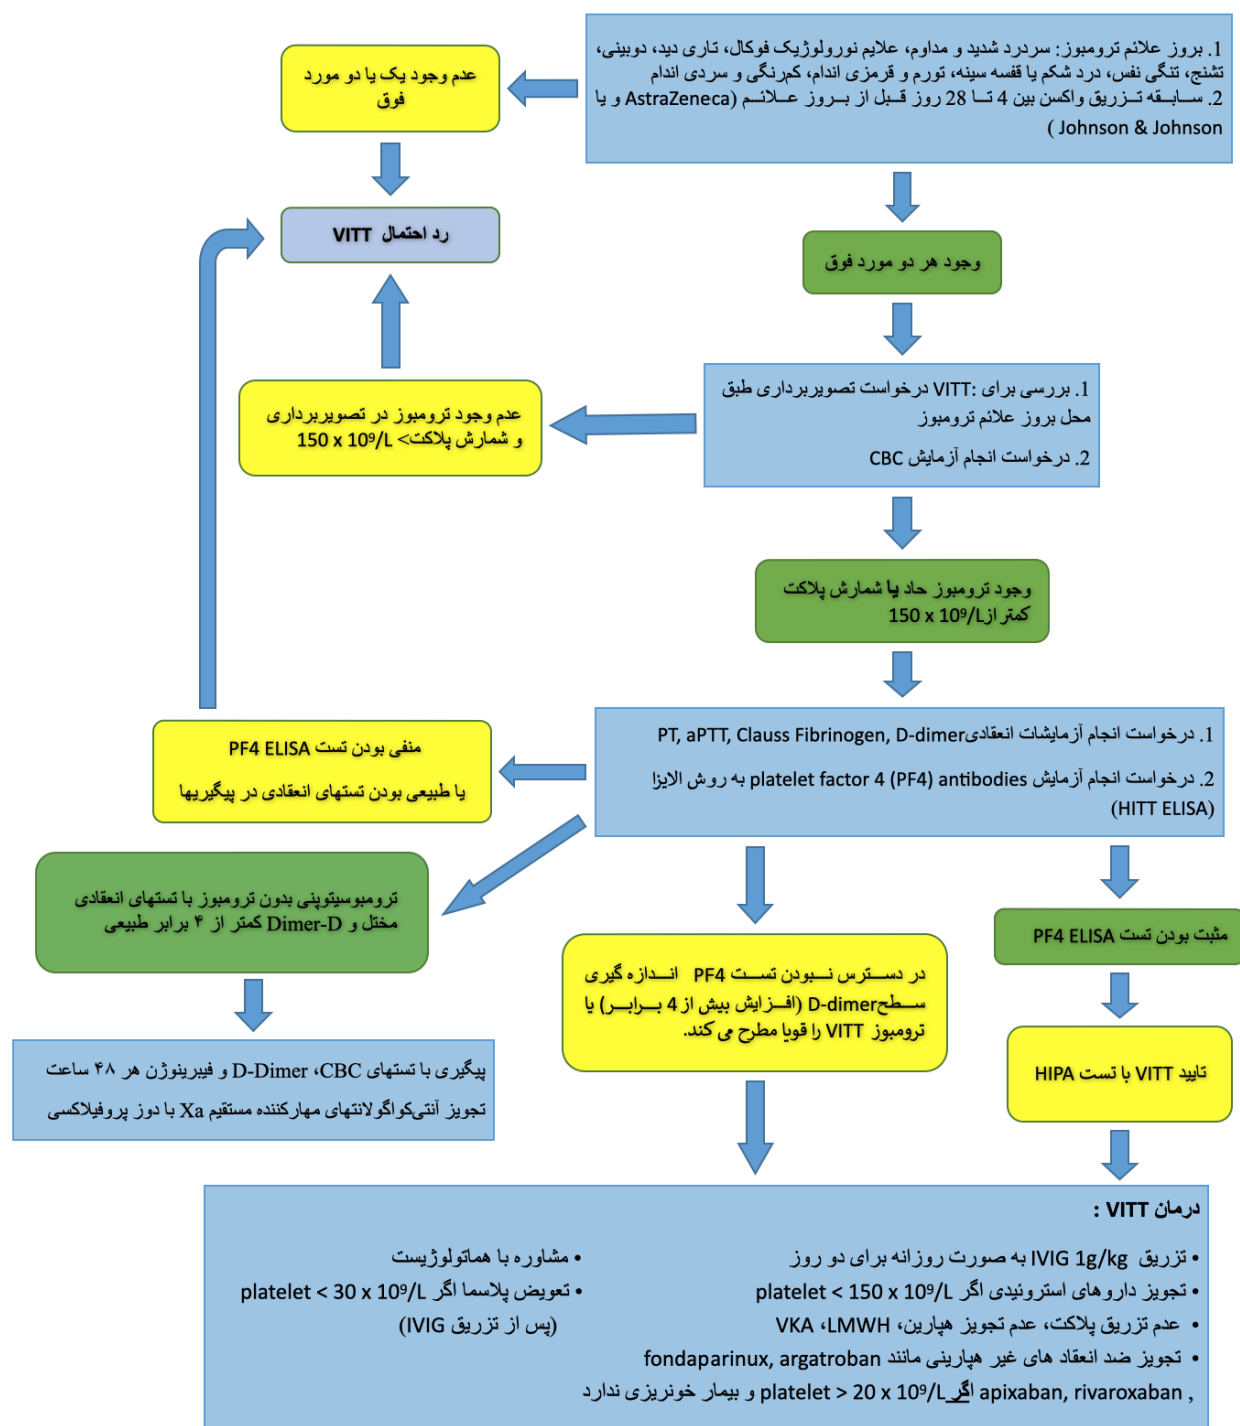 1. بروز علائم ترومبوز: سردرد شدید و مداوم، علایم نورولوژیک فوکال، تاری دید، دوبینی،
تشنج، تنگی نفس، درد شکم یا قفسه سینه، تورم و قرمزی اندام، کم‌رنگی و سردی اندام
2. سابقه تزریق واکسن بین 4 تا 28 روز قبل از بروز علائم (AstraZeneca و یا
Johnson & Johnson )
عدم وجود یک یا دو مورد
فوق
رد احتمال VITT
وجود هر دو مورد فوق
1. بررسی برای :VITT درخواست تصویربرداری طبق
محل بروز علائم ترومبوز
2. درخواست انجام آزمایش CBC
عدم وجود ترومبوز در تصویربرداری
و شمارش پلاکت> 150 x 10⁹/L
وجود ترومبوز حاد یا شمارش پلاکت
کمتر از150 x 10⁹/L
1. درخواست انجام آزمایشات انعقادیPT, aPTT, Clauss Fibrinogen, D-dimer
2. درخواست انجام آزمایش platelet factor 4 (PF4) antibodies به روش الایزا
(HITT ELISA)
منفی بودن تست PF4 ELISA
یا طبیعی بودن تستهای انعقادی در پیگیریها
ترومبوسیتوپنی بدون ترومبوز با تستهای انعقادی
مختل و Dimer-D کمتر از ۴ برابر طبیعی
پیگیری با تستهای D-Dimer ،CBC و فیبرینوژن هر ۴۸ ساعت
تجویز آنتی‌کواگولانتهای مهارکننده مستقیم Xa با دوز پروفیلاکسی
در دسترس نبودن تست PF4 اندازه گیری
سطحD-dimer (افزایش بیش از 4 برابر) یا
ترومبوز VITT را قویا مطرح می کند.
مثبت بودن تست PF4 ELISA
تایید VITT با تست HIPA
درمان VITT :
• تزریق IVIG 1g/kg به صورت روزانه برای دو روز
• تجویز داروهای استروئیدی اگر platelet < 150 x 10⁹/L
• عدم تزریق پلاکت، عدم تجویز هپارین، VKA ،LMWH
• تجویز ضد انعقاد های غیر هپارینی مانند fondaparinux, argatroban
, apixaban, rivaroxaban اگر platelet > 20 x 10⁹/L و بیمار خونریزی ندارد
• مشاوره با هماتولوژیست
• تعویض پلاسما اگر platelet < 30 x 10⁹/L
(پس از تزریق IVIG)